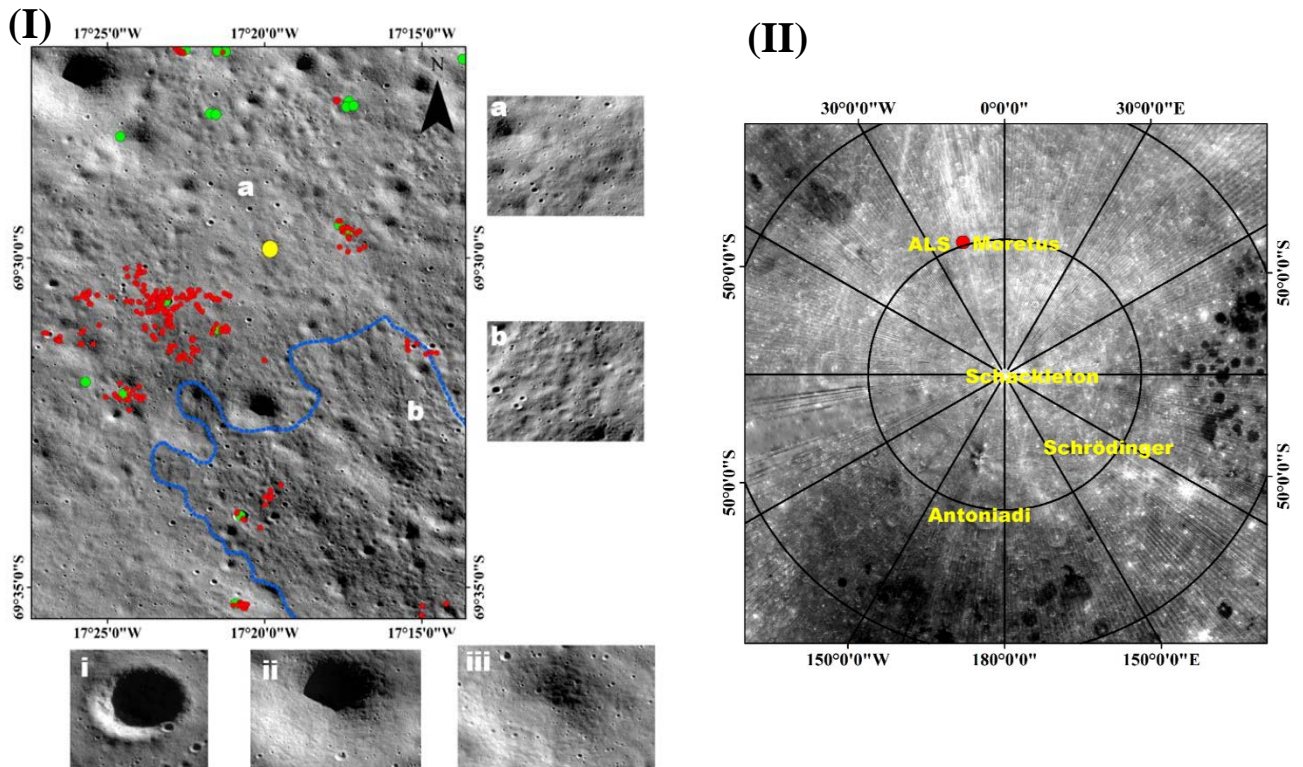 (I)
17°25'0"W 17°20'0"W 17°15'0"W
N
a
69°30'0"S
69°30'0"S
b
69°35'0"S
69°35'0"S
17°25'0"W 17°20'0"W 17°15'0"W
a
b
i
ii
iii
(II)
30°0'0"W 0°0'0" 30°0'0"E
50°0'0"S
50°0'0"S
ALS Moretus
Schackleton
Schrödinger
Antoniadi
50°0'0"S
50°0'0"S
150°0'0"W 180°0'0" 150°0'0"E